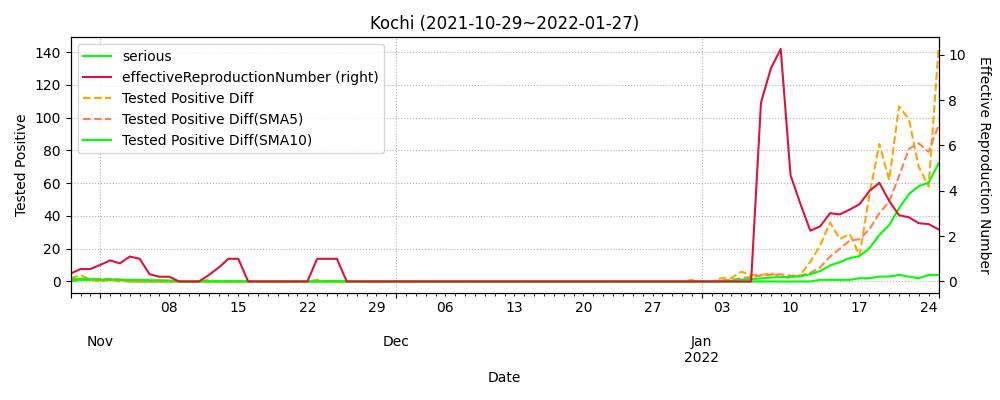 Kochi (2021-10-29~2022-01-27)
serious
effectiveReproductionNumber (right)
Tested Positive Diff
Tested Positive Diff(SMA5)
Tested Positive Diff(SMA10)
Tested Positive
140
120
100
80
60
40
20
0
10
8
6
4
2
0
Effective Reproduction Number
08 15 22 29 06 13 20 27 03 10 17 24
Nov Dec Jan
2022
Date